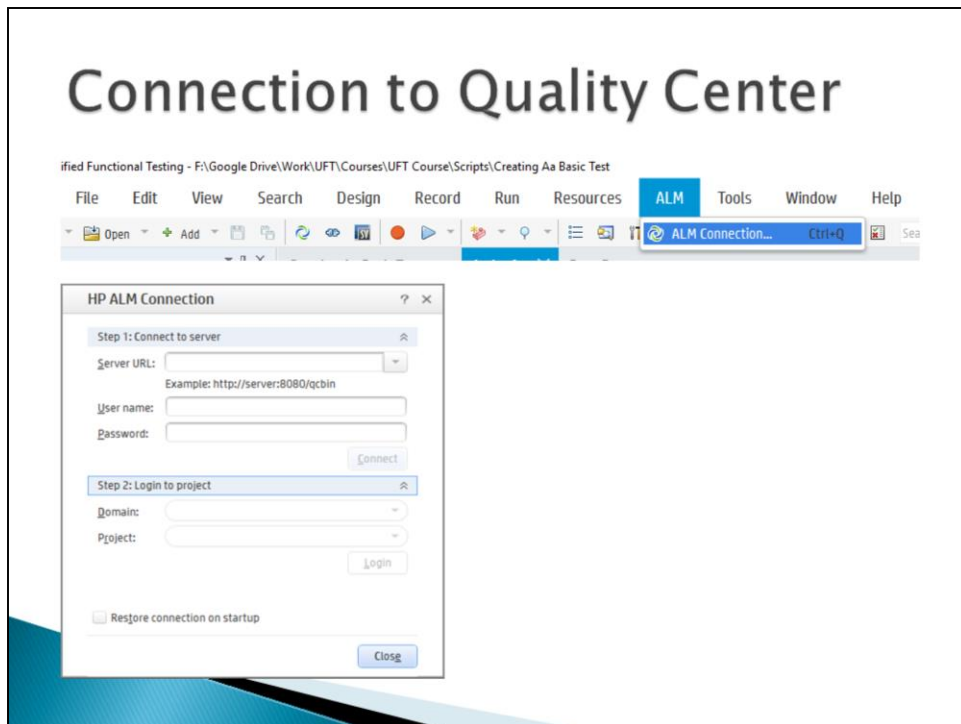 Connection to Quality Center
ified Functional Testing - F:\Google Drive\Work\UFT\Courses\UFT Course\Scripts\Creating Aa Basic Test
File Edit View Search Design Record Run Resources ALM Tools Window Help
Open Add ALM Connection... Ctrl+Q Sea
HP ALM Connection ? ×
Step 1: Connect to server
Server URL:
Example: http://server:8080/qcbin
User name:
Password:
Connect
Step 2: Login to project
Domain:
Project:
Login
Restore connection on startup
Close